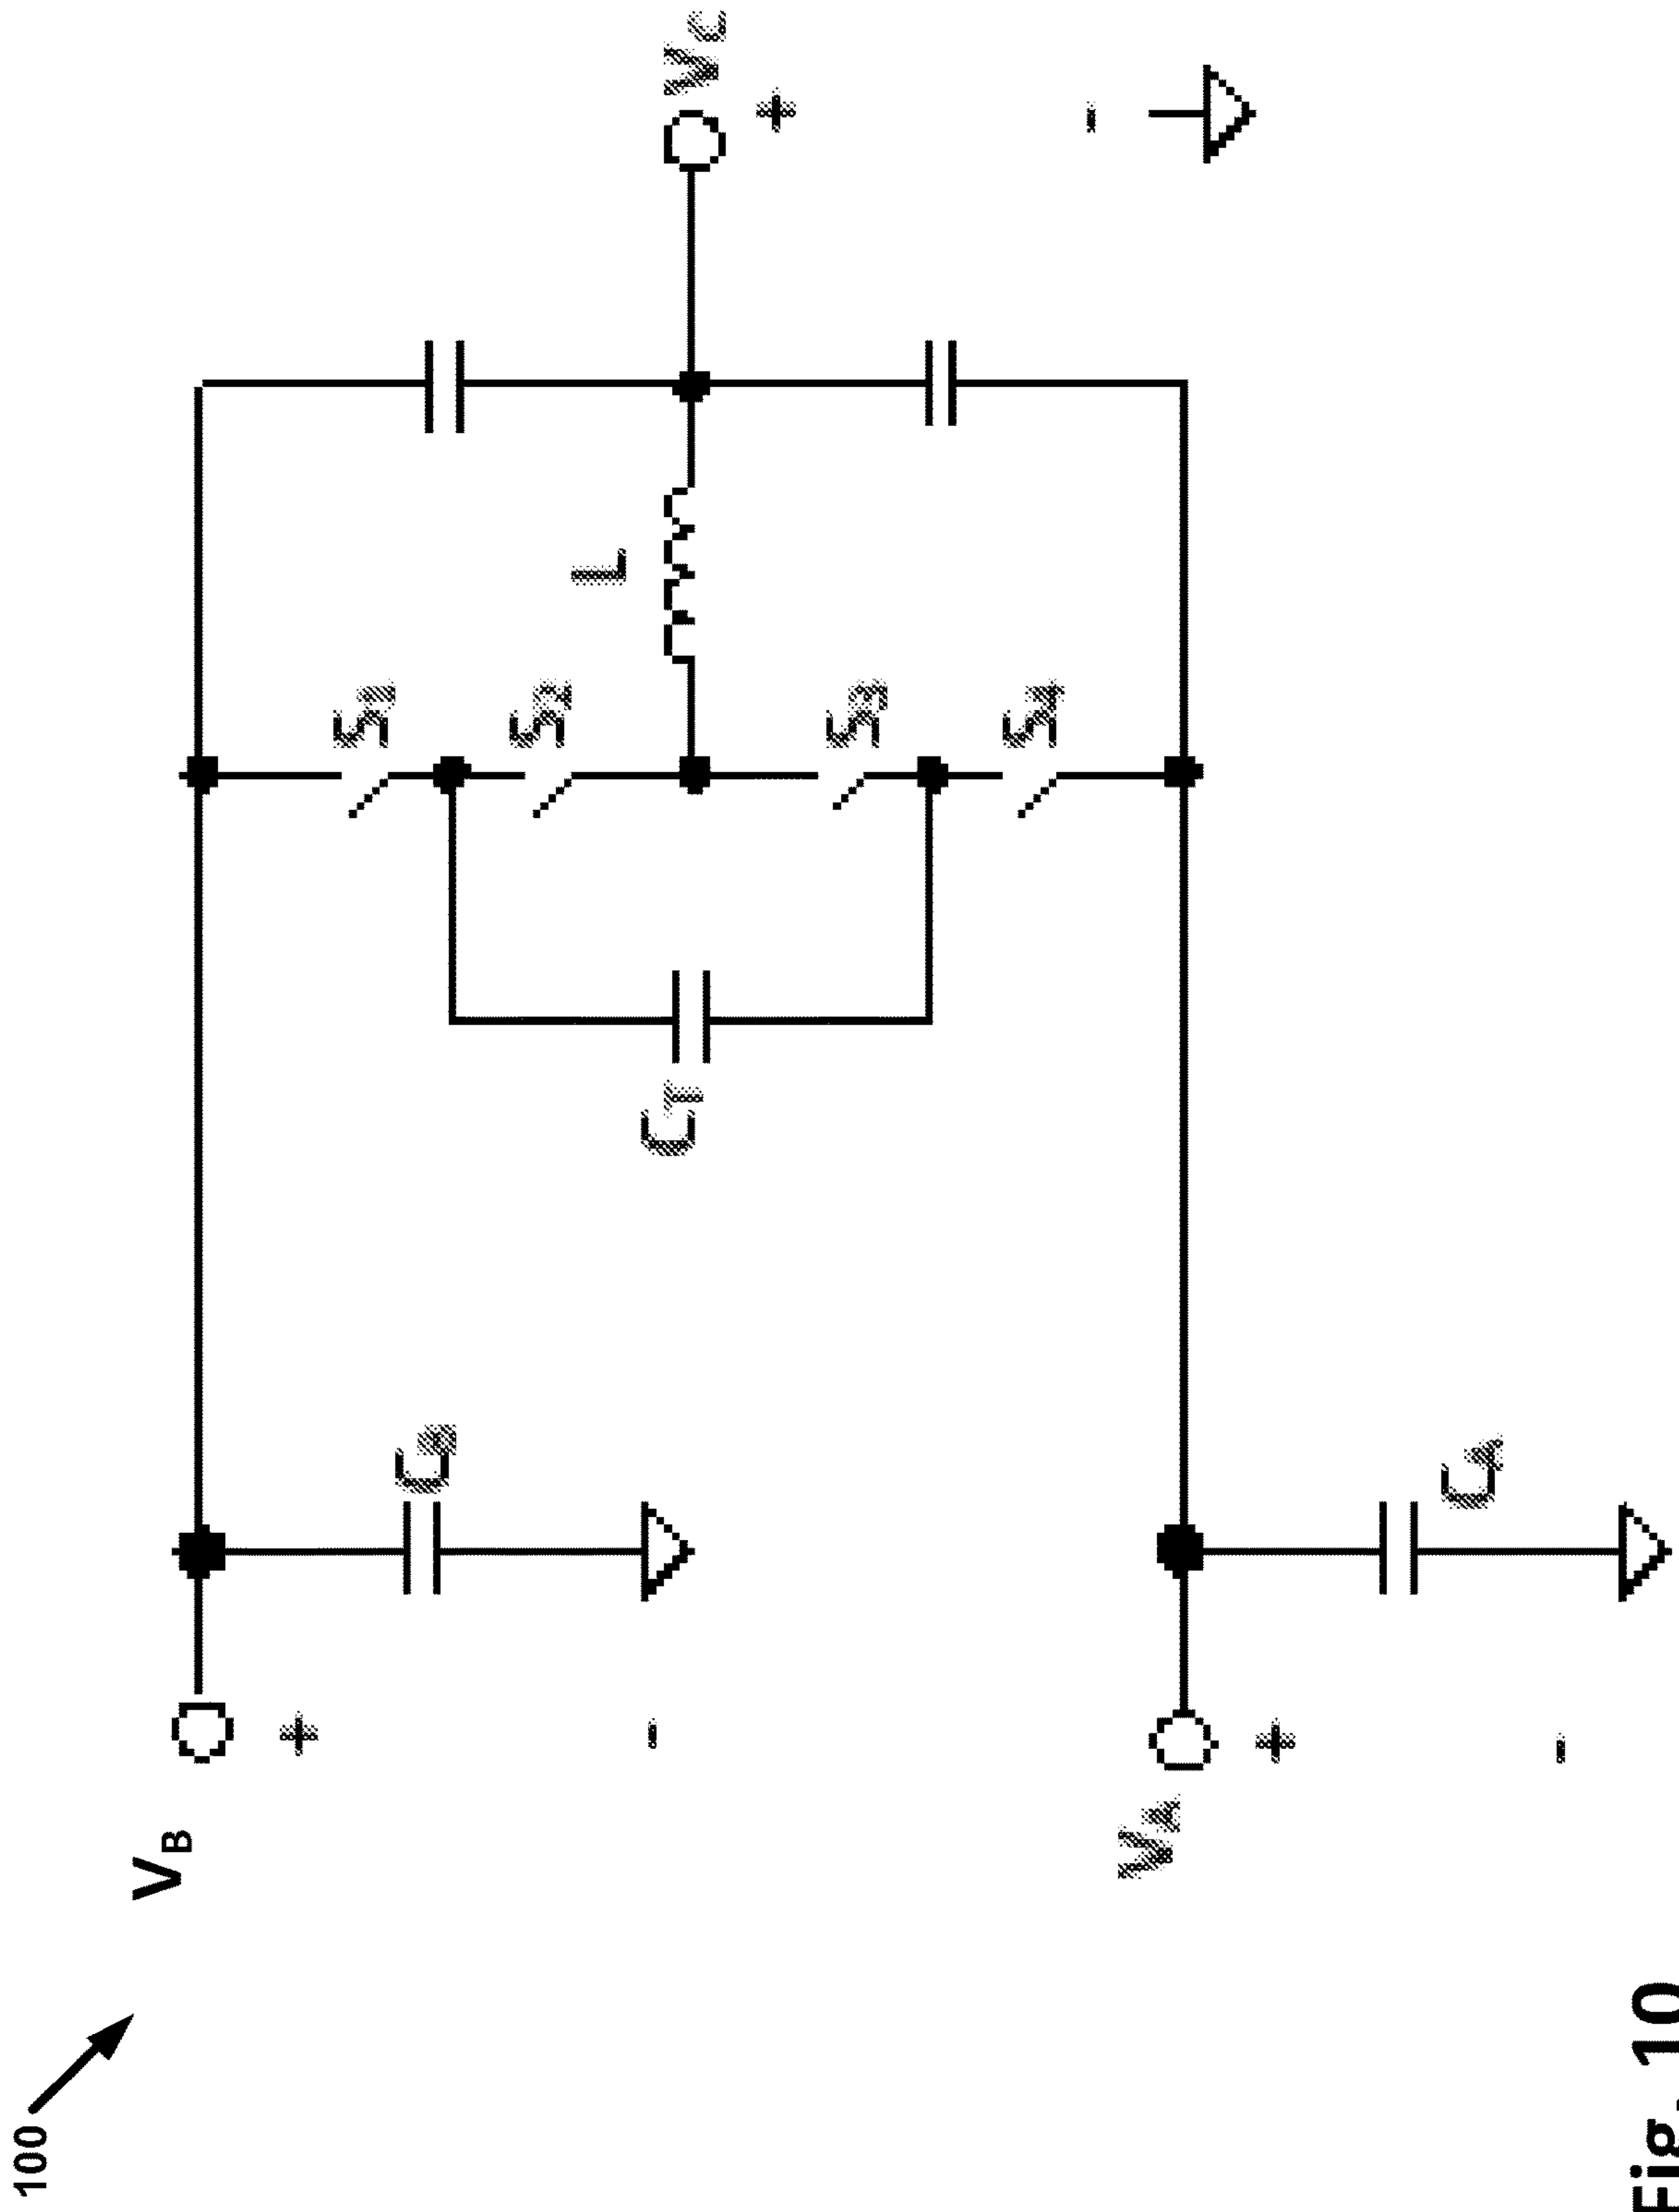 100
V_B
+
-
C_B
C_T
S1
S2
S3
S4
L
V_C
+
-
V_A
+
-
C_A
Fig. 10